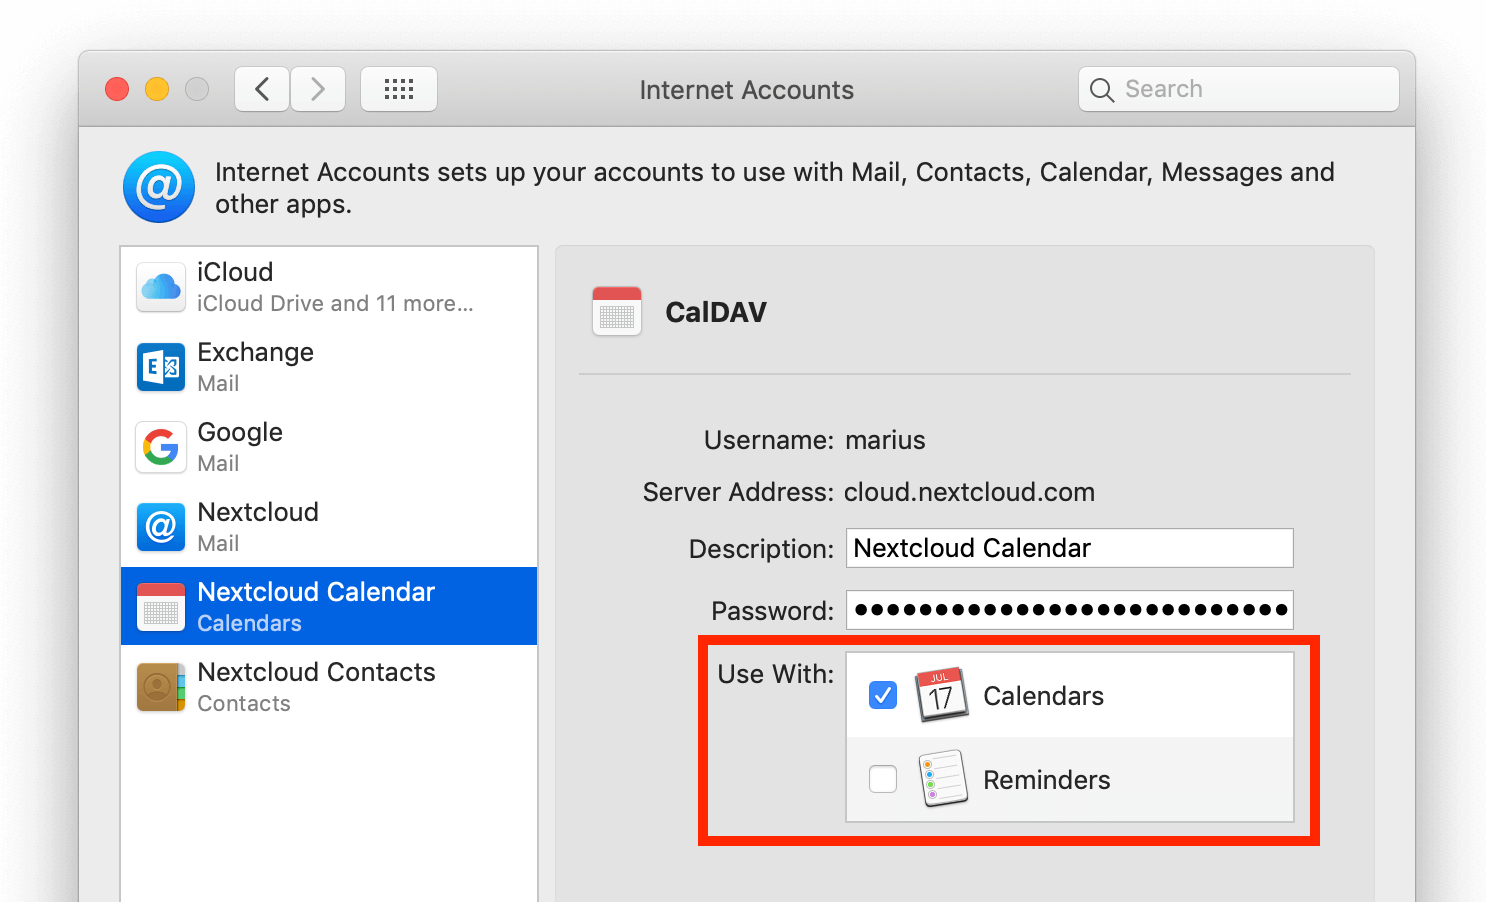 Internet Accounts
Search
Internet Accounts sets up your accounts to use with Mail, Contacts, Calendar, Messages and
other apps.
iCloud
iCloud Drive and 11 more...
Exchange
Mail
Google
Mail
Nextcloud
Mail
Nextcloud Calendar
Calendars
Nextcloud Contacts
Contacts
CalDAV
Username: marius
Server Address: cloud.nextcloud.com
Description: Nextcloud Calendar
Password: ●●●●●●●●●●●●●●●●●●●●●●●●●●●
Use With:
JUL
17
Calendars
Reminders